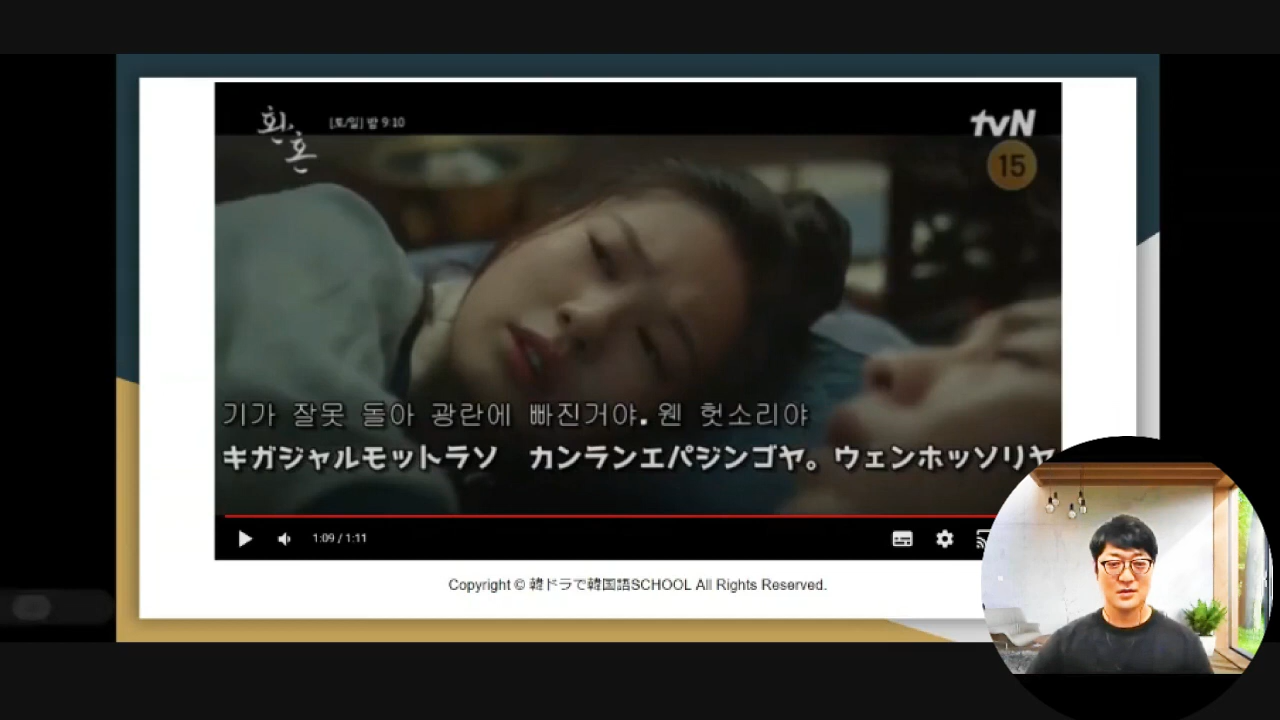 환혼
[토/일] 밤 9:10
tvN
15
기가 잘못 돌아 광란에 빠진거야. 웬 헛소리야
キガジャルモットラソ カンランエパジンゴヤ。ウェンホッソリヤ
1:09 / 1:11
Copyright © 韓ドラで韓国語SCHOOL All Rights Reserved.